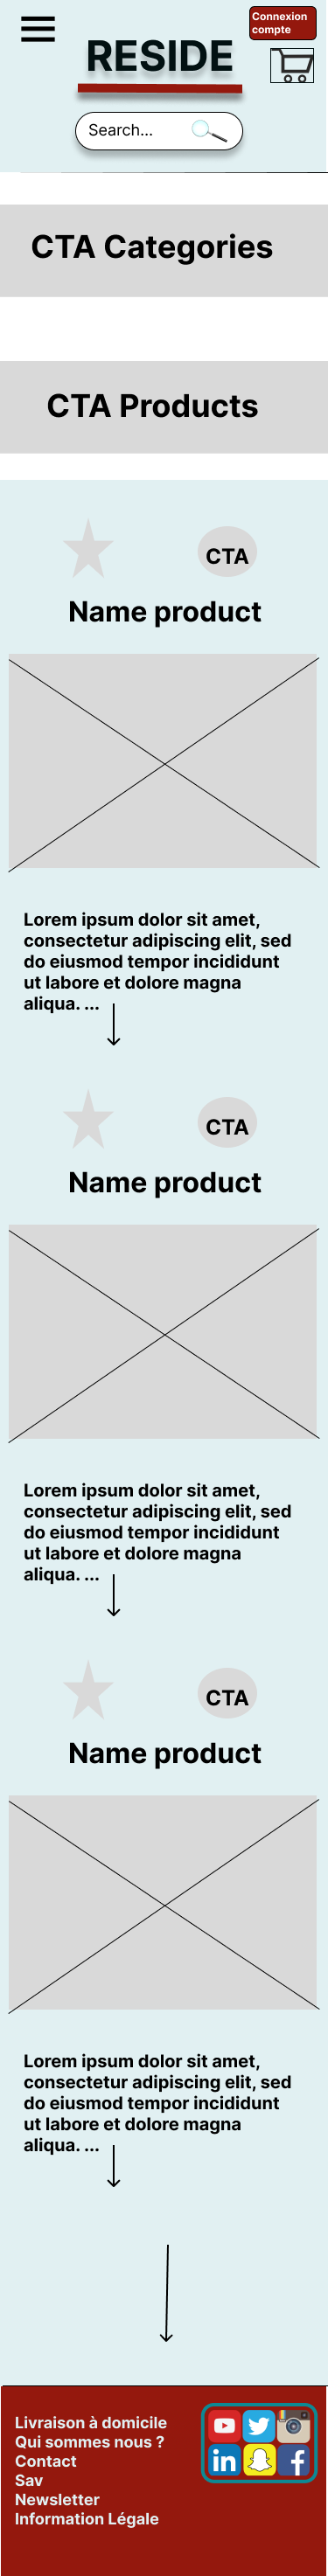 Connexion
compte
RESIDE
Search...
CTA Categories
CTA Products
CTA
Name product
Lorem ipsum dolor sit amet,
consectetur adipiscing elit, sed
do eiusmod tempor incididunt
ut labore et dolore magna
aliqua. ...
CTA
Name product
Lorem ipsum dolor sit amet,
consectetur adipiscing elit, sed
do eiusmod tempor incididunt
ut labore et dolore magna
aliqua. ...
CTA
Name product
Lorem ipsum dolor sit amet,
consectetur adipiscing elit, sed
do eiusmod tempor incididunt
ut labore et dolore magna
aliqua. ...
Livraison à domicile
Qui sommes nous ?
Contact
Sav
Newsletter
Information Légale